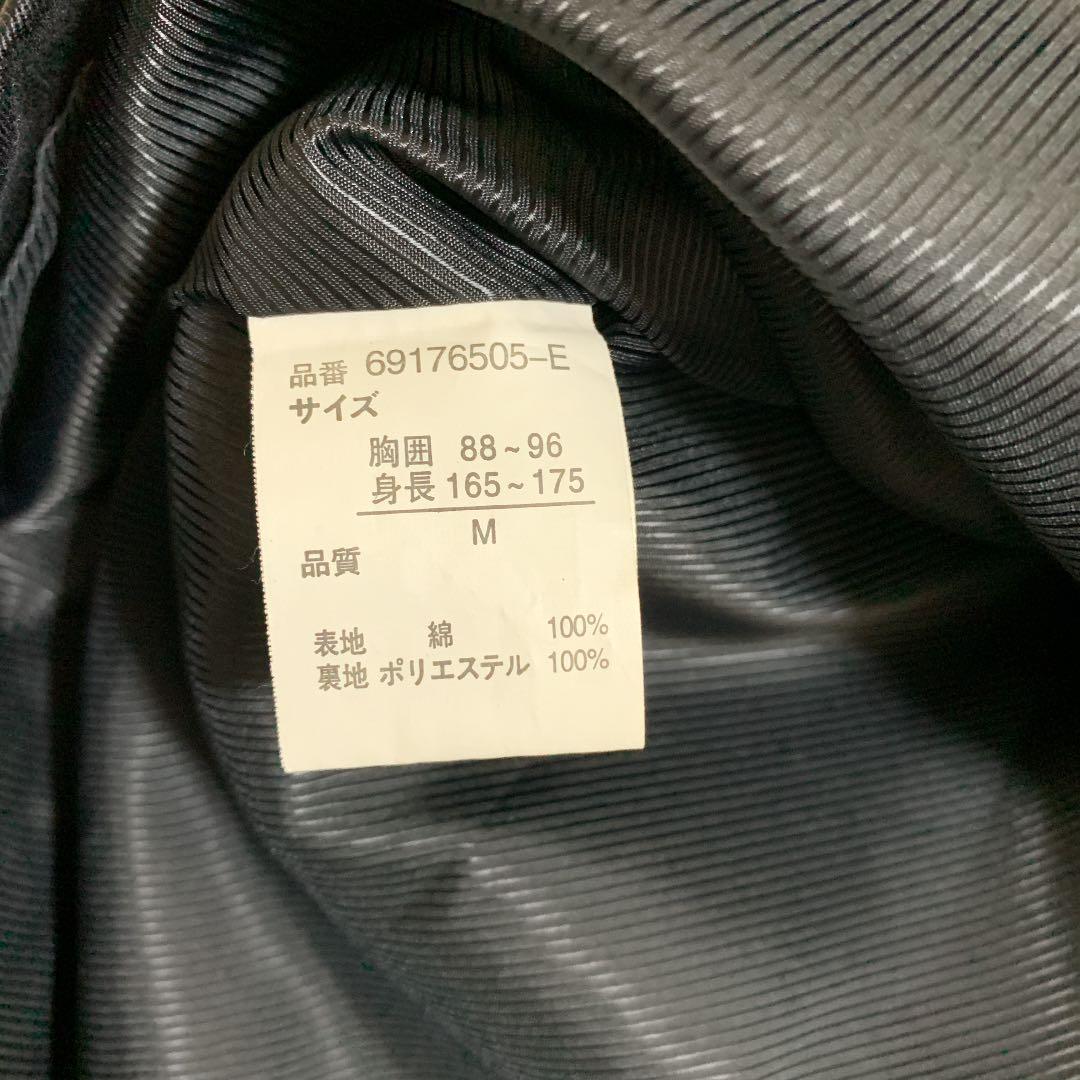 品番 69176505-E
サイズ
胸囲 88~96
身長 165~175
M
品質
表地 綿 100%
裏地 ポリエステル 100%